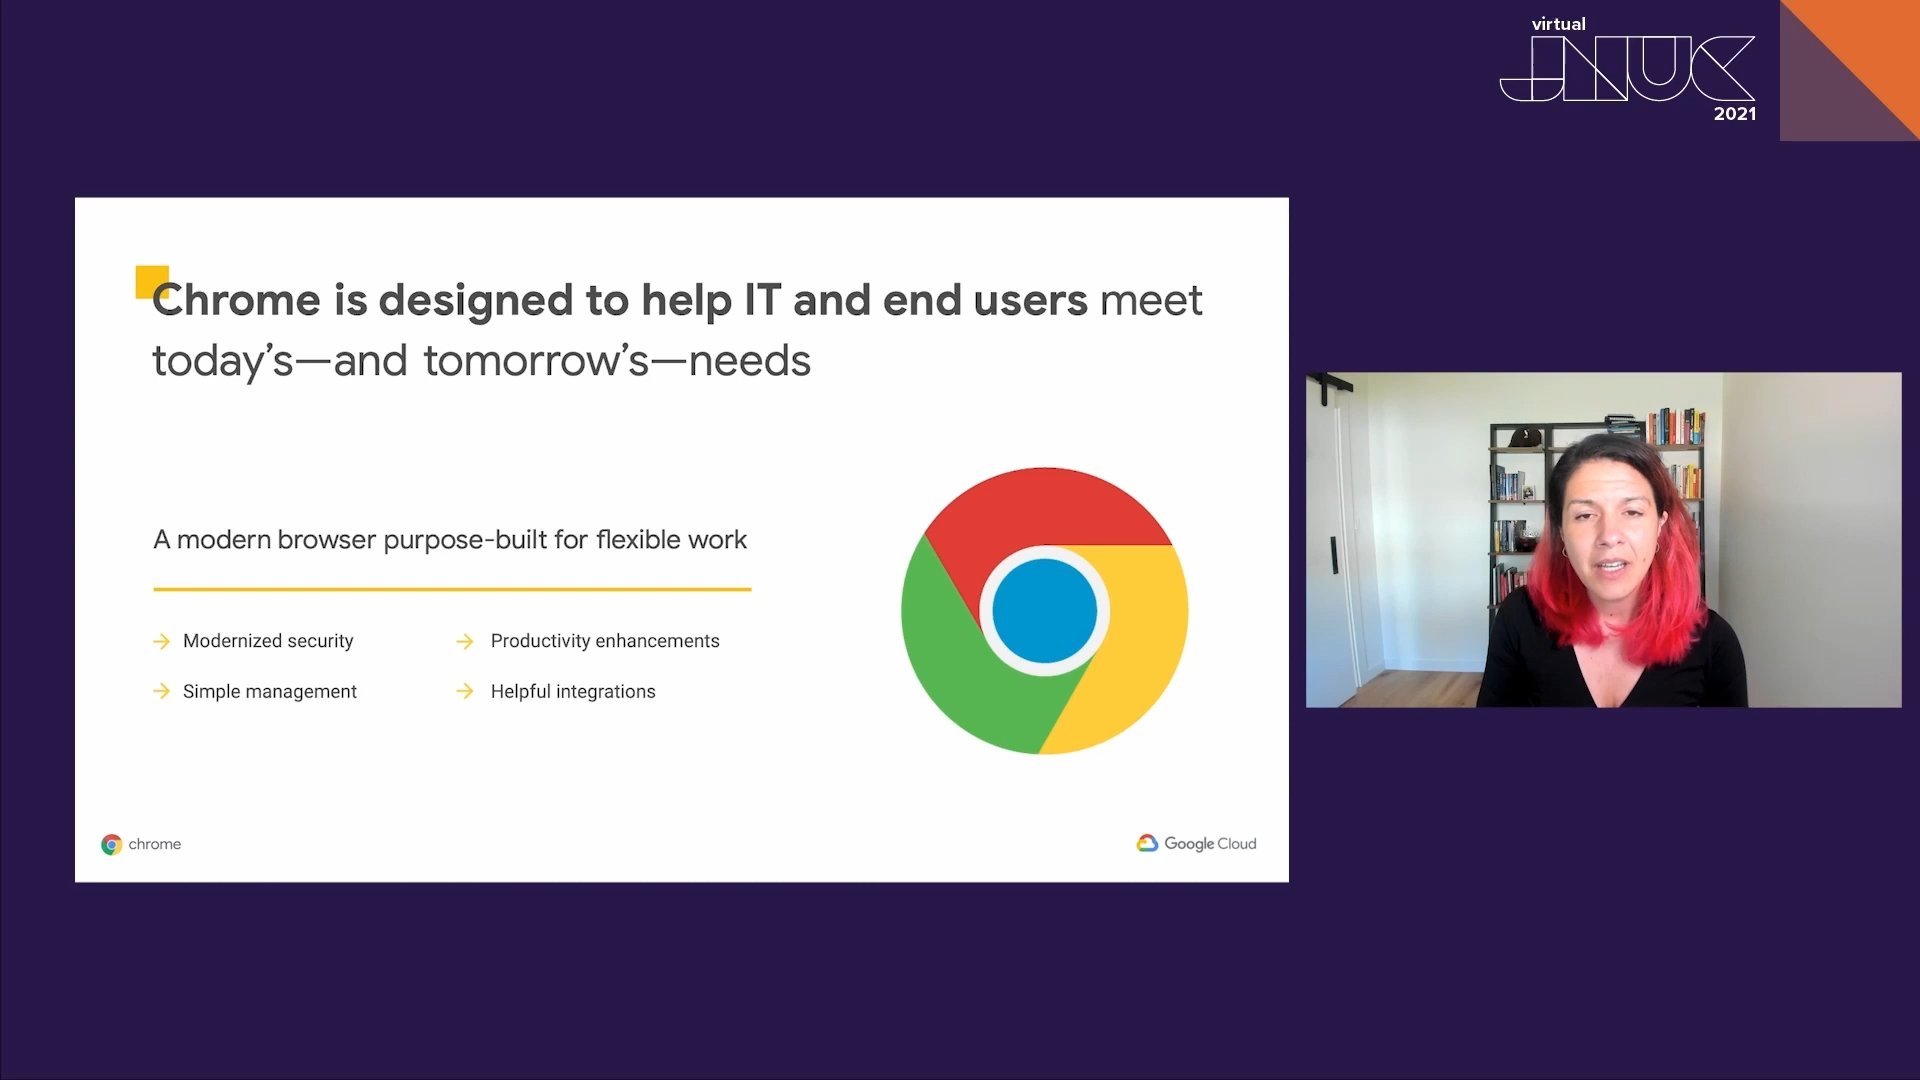 virtual
JNUC
2021
Chrome is designed to help IT and end users meet
today’s—and tomorrow’s—needs
A modern browser purpose-built for flexible work
Modernized security
Productivity enhancements
Simple management
Helpful integrations
chrome
Google Cloud